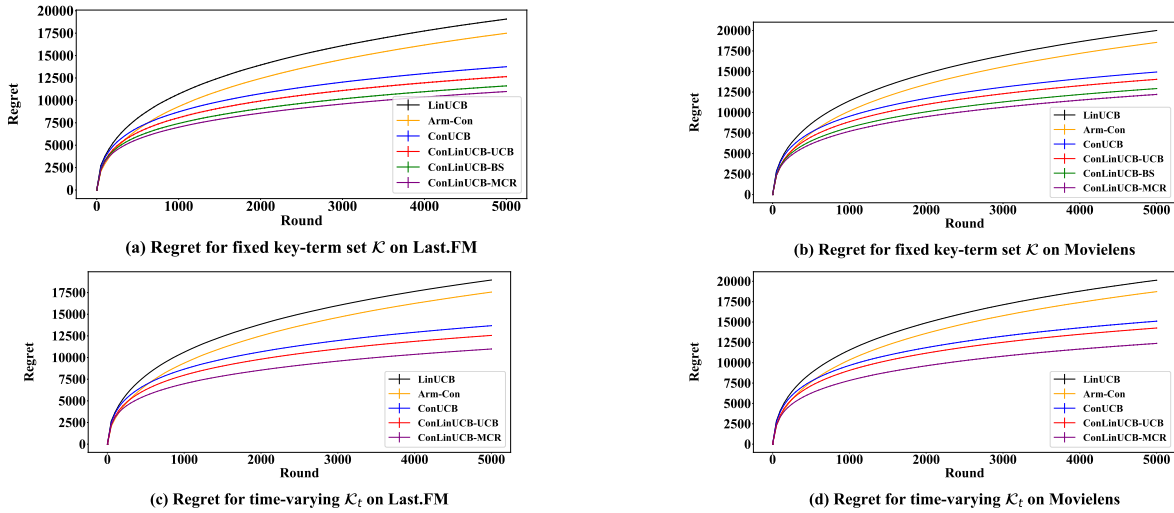 20000
17500
15000
12500
10000
7500
5000
2500
0
Regret
LinUCB
Arm-Con
ConUCB
ConLinUCB-UCB
ConLinUCB-BS
ConLinUCB-MCR
0 1000 2000 3000 4000 5000
Round
(a) Regret for fixed key-term set 𝒦 on Last.FM
20000
17500
15000
12500
10000
7500
5000
2500
0
Regret
LinUCB
Arm-Con
ConUCB
ConLinUCB-UCB
ConLinUCB-BS
ConLinUCB-MCR
0 1000 2000 3000 4000 5000
Round
(b) Regret for fixed key-term set 𝒦 on Movielens
17500
15000
12500
10000
7500
5000
2500
0
Regret
LinUCB
Arm-Con
ConUCB
ConLinUCB-UCB
ConLinUCB-MCR
0 1000 2000 3000 4000 5000
Round
(c) Regret for time-varying 𝒦t on Last.FM
20000
17500
15000
12500
10000
7500
5000
2500
0
Regret
LinUCB
Arm-Con
ConUCB
ConLinUCB-UCB
ConLinUCB-MCR
0 1000 2000 3000 4000 5000
Round
(d) Regret for time-varying 𝒦t on Movielens